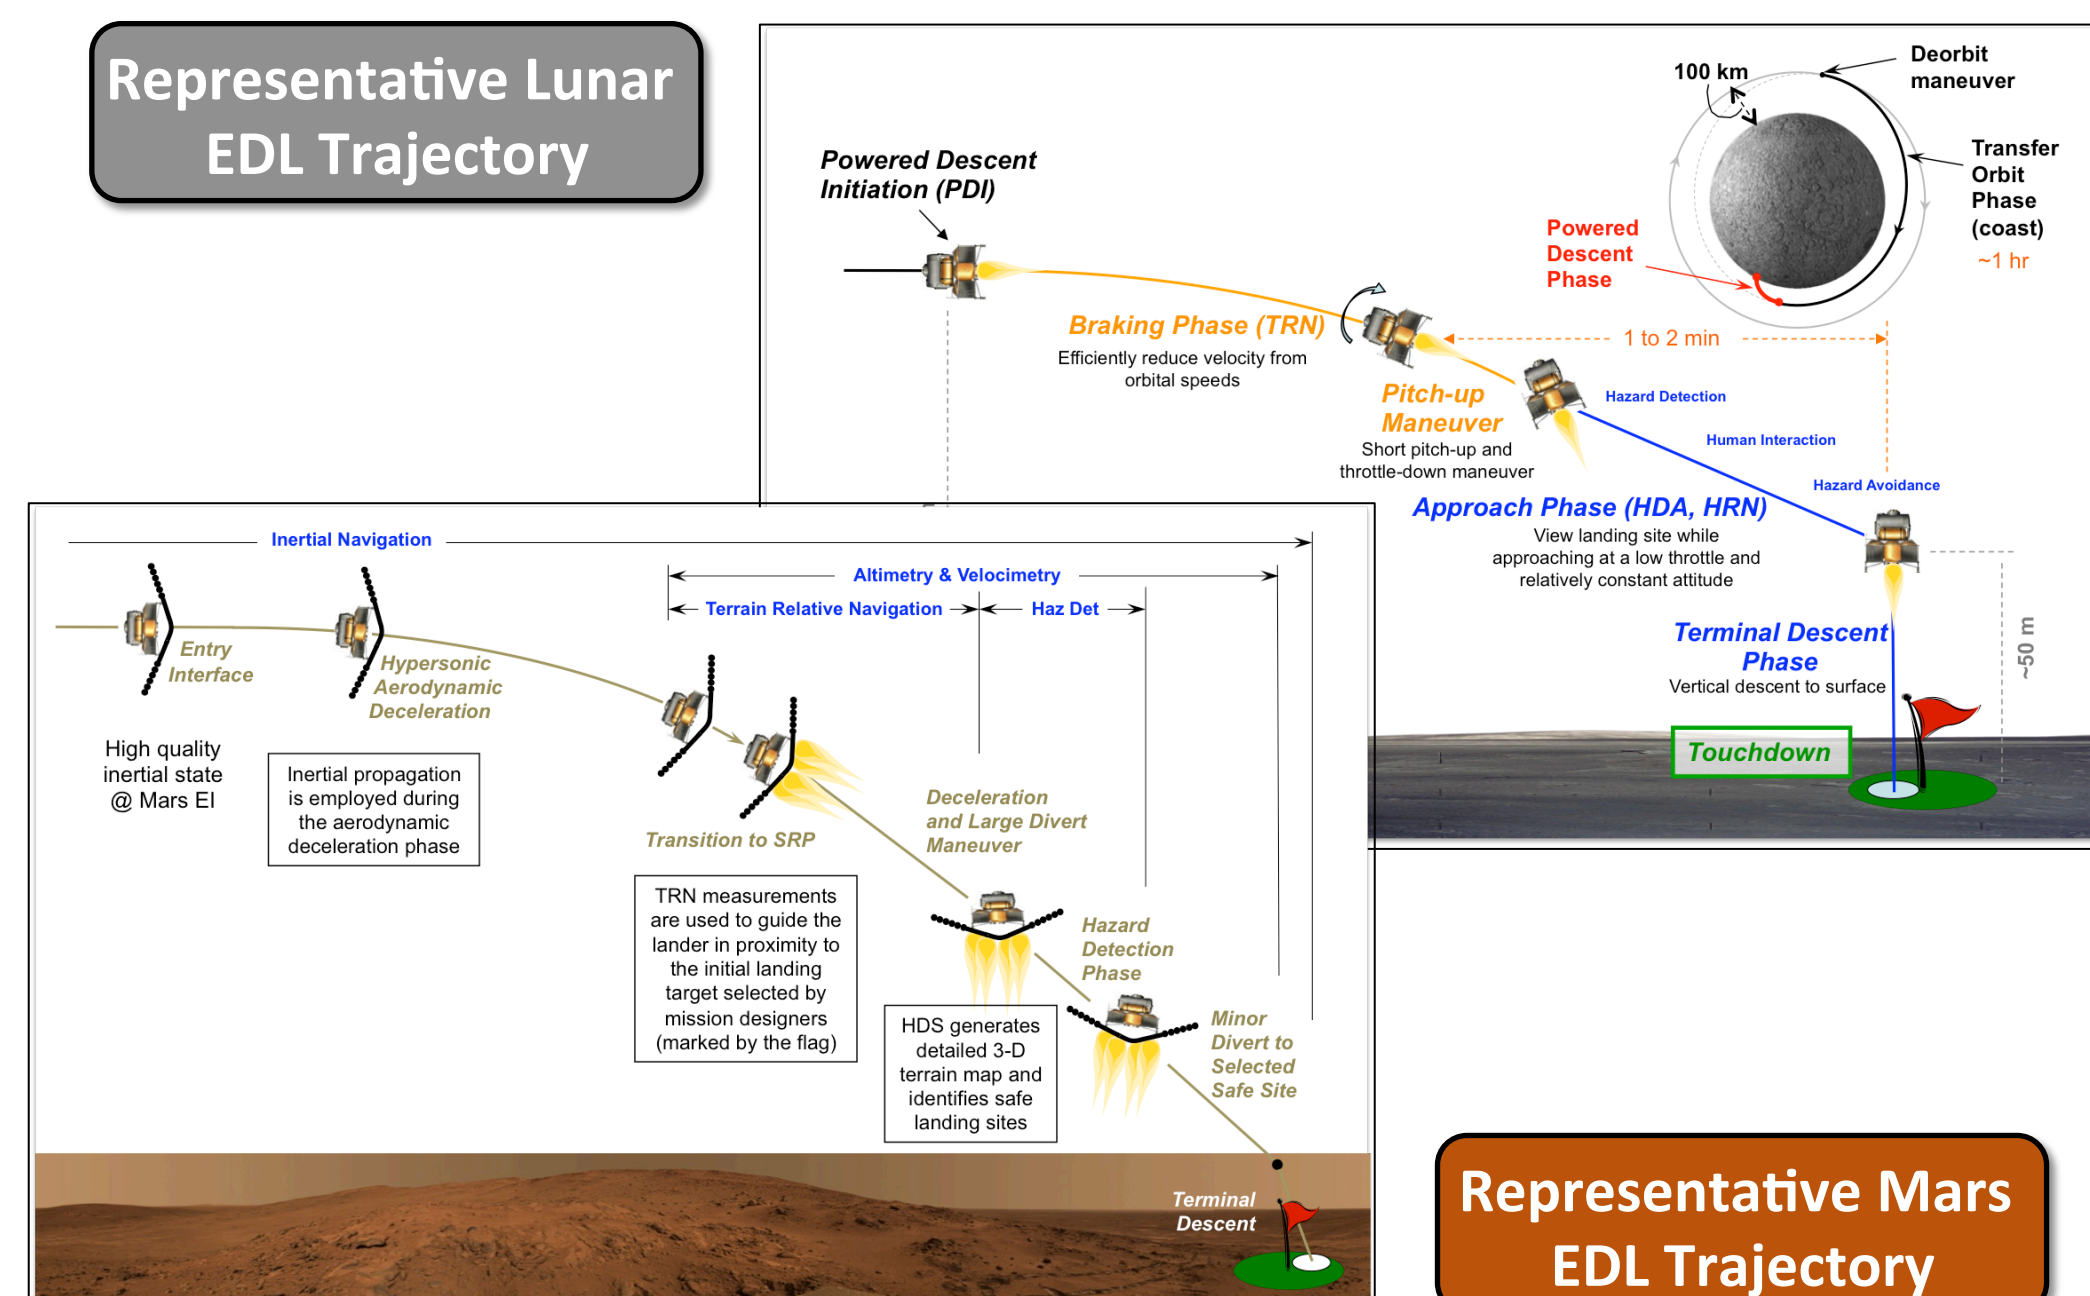 Representative Lunar
EDL Trajectory
100 km
Deorbit
maneuver
Transfer
Orbit
Phase
(coast)
~1 hr
Powered
Descent
Phase
Powered Descent
Initiation (PDI)
Braking Phase (TRN)
Efficiently reduce velocity from
orbital speeds
1 to 2 min
Pitch-up
Maneuver
Short pitch-up and
throttle-down maneuver
Hazard Detection
Human Interaction
Hazard Avoidance
Approach Phase (HDA, HRN)
View landing site while
approaching at a low throttle and
relatively constant attitude
Terminal Descent
Phase
Vertical descent to surface
~50 m
Touchdown
Inertial Navigation
Altimetry & Velocimetry
Terrain Relative Navigation
Haz Det
Entry
Interface
Hypersonic
Aerodynamic
Deceleration
High quality
inertial state
@ Mars EI
Inertial propagation
is employed during
the aerodynamic
deceleration phase
Transition to SRP
TRN measurements
are used to guide the
lander in proximity to
the initial landing
target selected by
mission designers
(marked by the flag)
Deceleration
and Large Divert
Maneuver
Hazard
Detection
Phase
HDS generates
detailed 3-D
terrain map and
identifies safe
landing sites
Minor
Divert to
Selected
Safe Site
Terminal
Descent
Representative Mars
EDL Trajectory